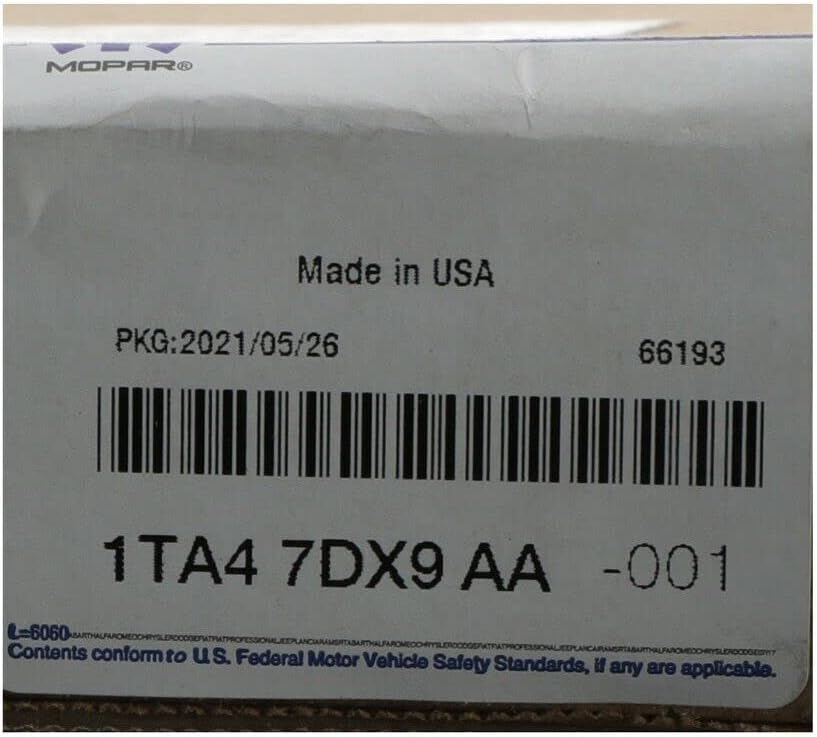 MOPAR®
Made in USA
PKG:2021/05/26 66193
1TA4 7DX9 AA -001
L=6060
Contents conform to U.S. Federal Motor Vehicle Safety Standards, if any are applicable.